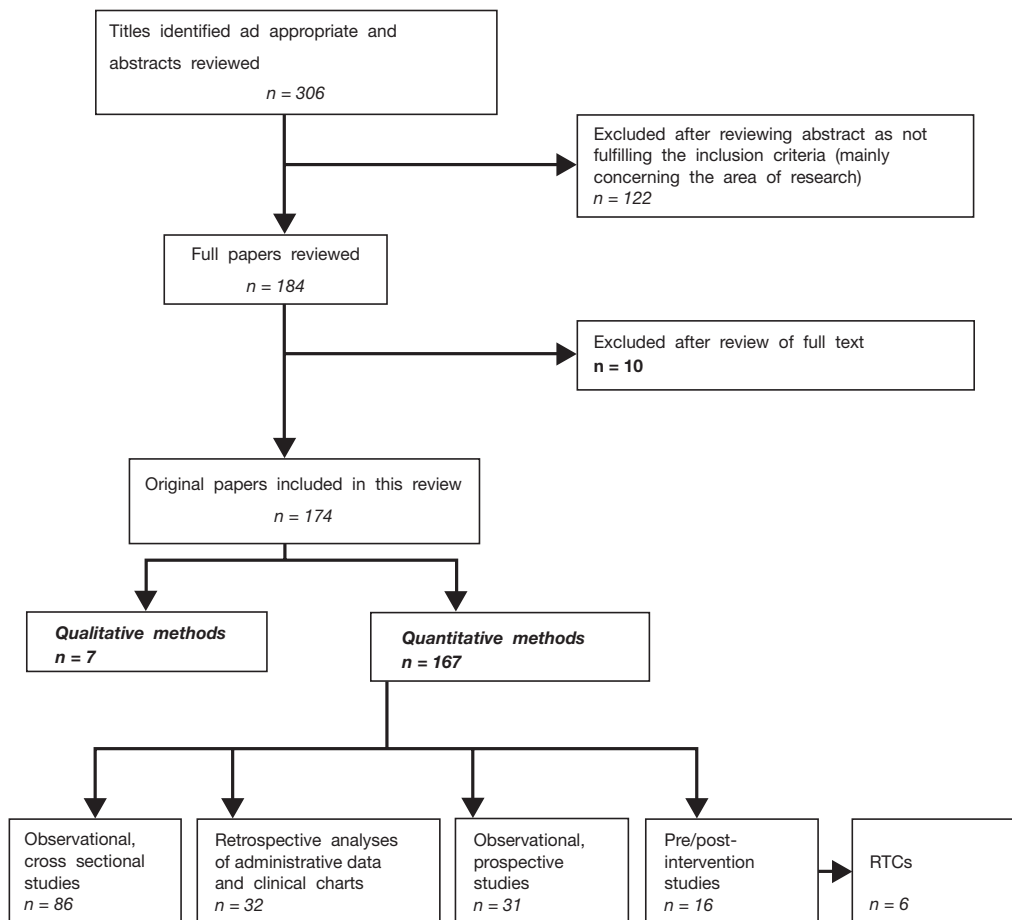 Titles identified ad appropriate and
abstracts reviewed
n = 306
Excluded after reviewing abstract as not
fulfilling the inclusion criteria (mainly
concerning the area of research)
n = 122
Full papers reviewed
n = 184
Excluded after review of full text
n = 10
Original papers included in this review
n = 174
Qualitative methods
n = 7
Quantitative methods
n = 167
Observational,
cross sectional
studies
n = 86
Retrospective analyses
of administrative data
and clinical charts
n = 32
Observational,
prospective
studies
n = 31
Pre/post-
intervention
studies
n = 16
RTCs
n = 6